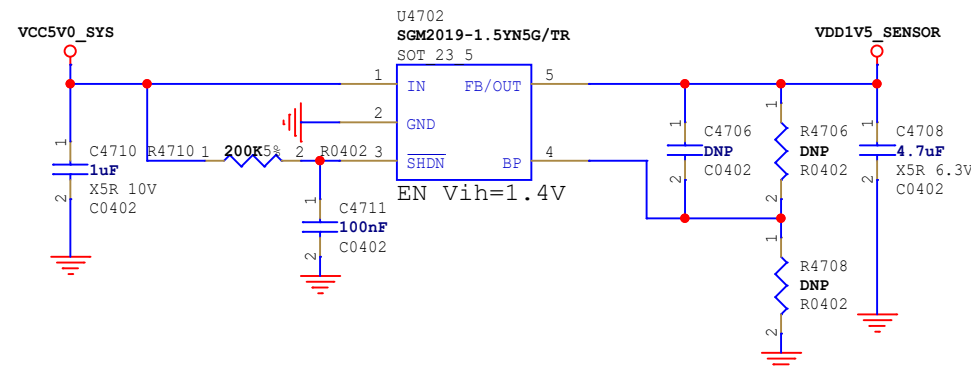 U4702
VCC5V0_SYS
SGM2019-1.5YN5G/TR
VDD1V5_SENSOR
SOT_23_5
1
IN
FB/OUT
5
2
GND
1
C4710
1uF
X5R 10V
C0402
2
R4710
1
200K
5%
2
R0402
3
SHDN
BP
4
EN Vih=1.4V
1
C4711
100nF
C0402
2
1
C4706
DNP
C0402
2
1
R4706
DNP
R0402
2
1
C4708
4.7uF
X5R 6.3V
C0402
2
1
R4708
DNP
R0402
2